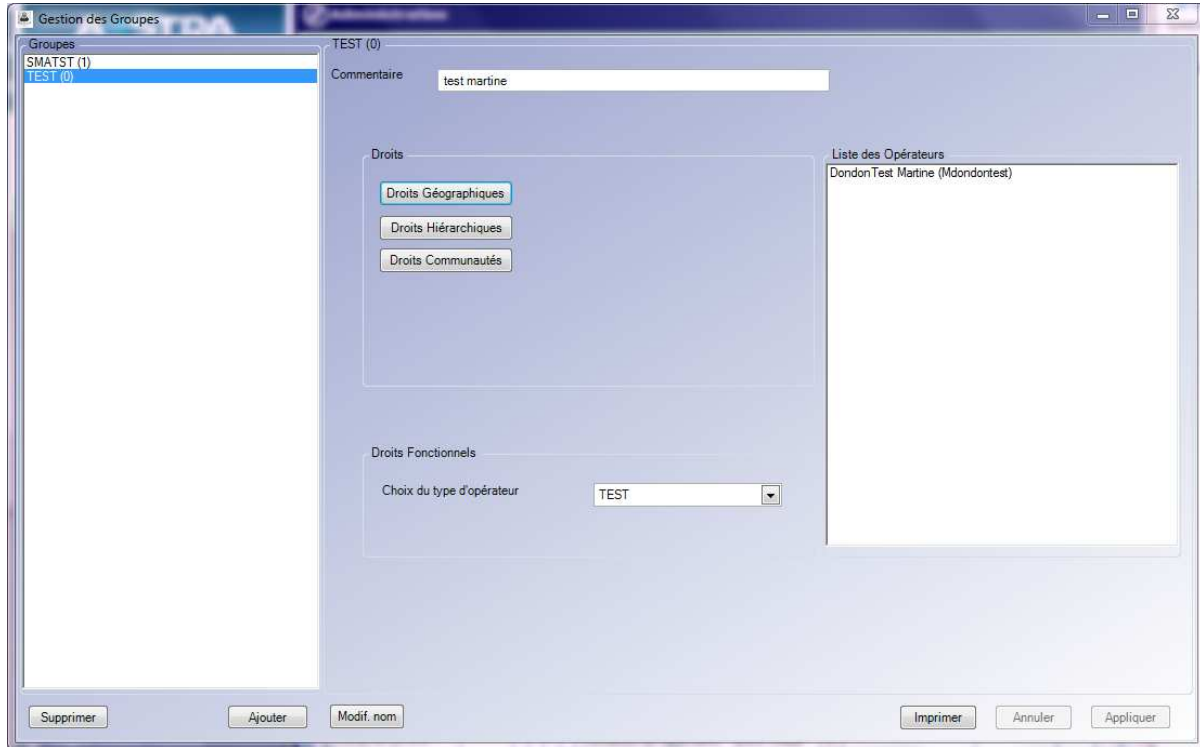 Gestion des Groupes
Administration
Groupes
SMATST (1)
TEST (0)
TEST (0)
Commentaire
test martine
Droits
Droits Géographiques
Droits Hiérarchiques
Droits Communautés
Liste des Opérateurs
DondonTest Martine (Mdondontest)
Droits Fonctionnels
Choix du type d'opérateur
TEST
Supprimer
Ajouter
Modif. nom
Imprimer
Annuler
Appliquer